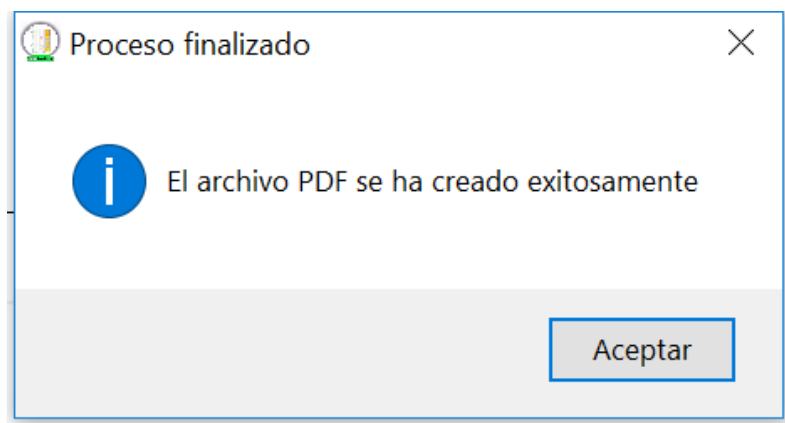 Proceso finalizado
El archivo PDF se ha creado exitosamente
Aceptar